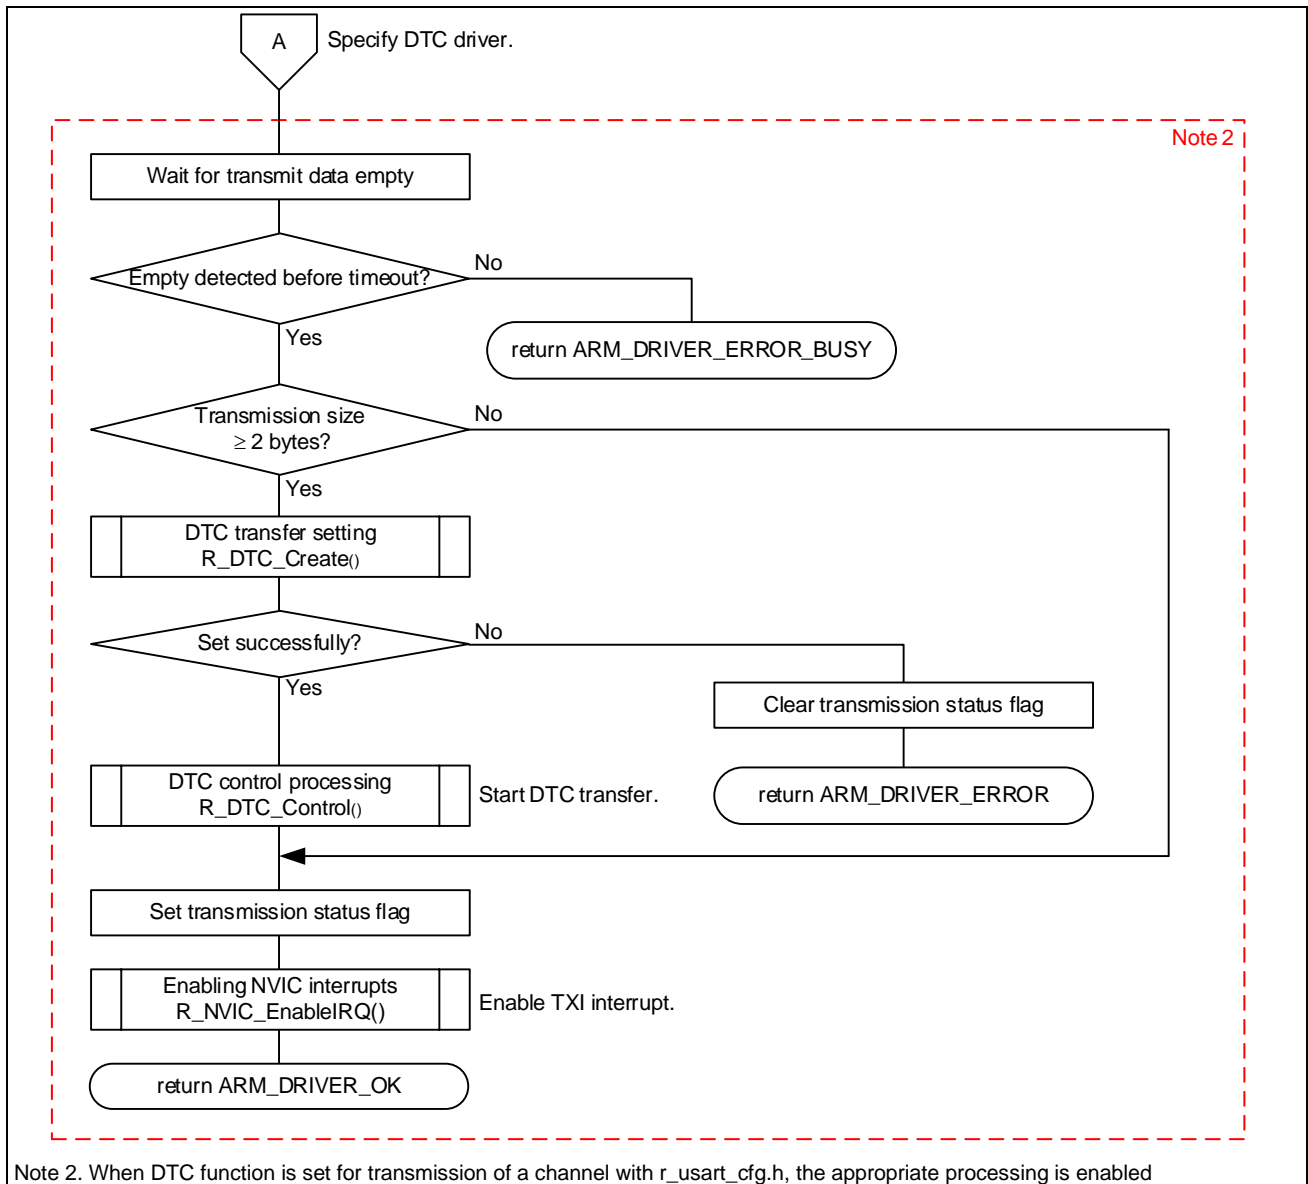 A
Specify DTC driver.
Note 2
Wait for transmit data empty
Empty detected before timeout?
No
Yes
return ARM_DRIVER_ERROR_BUSY
Transmission size
≥ 2 bytes?
No
Yes
DTC transfer setting
R_DTC_Create()
Set successfully?
No
Yes
Clear transmission status flag
DTC control processing
R_DTC_Control()
Start DTC transfer.
return ARM_DRIVER_ERROR
Set transmission status flag
Enabling NVIC interrupts
R_NVIC_EnableIRQ()
Enable TXI interrupt.
return ARM_DRIVER_OK
Note 2. When DTC function is set for transmission of a channel with r_usart_cfg.h, the appropriate processing is enabled